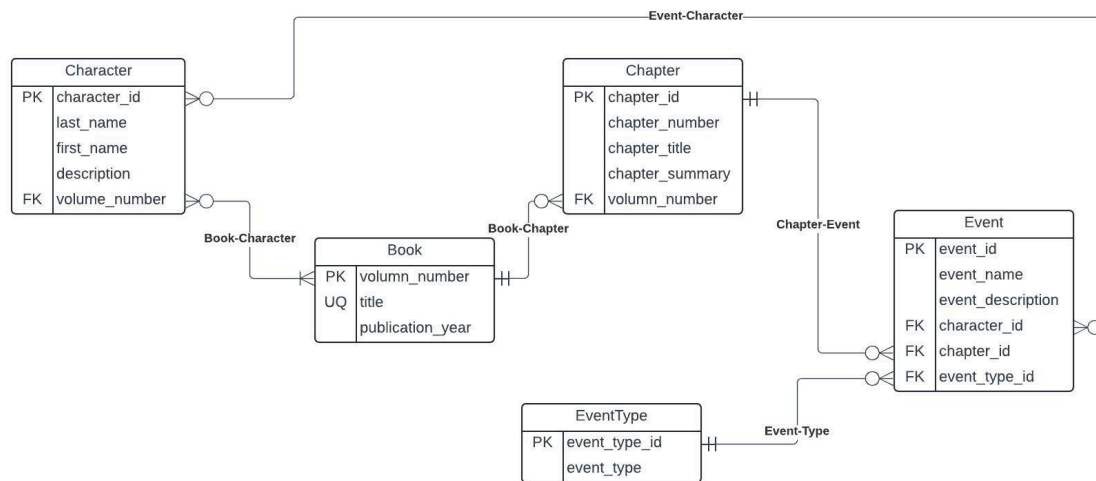 Event-Character
Character
PK character_id
last_name
first_name
description
FK volume_number
Chapter
PK chapter_id
chapter_number
chapter_title
chapter_summary
FK volumn_number
Book-Character
Book-Chapter
Chapter-Event
Book
PK volumn_number
UQ title
publication_year
Event
PK event_id
event_name
event_description
FK character_id
FK chapter_id
FK event_type_id
EventType
PK event_type_id
event_type
Event-Type